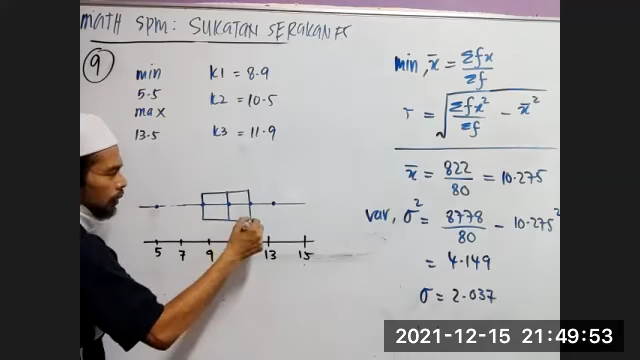 math SPM: SUKATAN SERAKAN F5
9
min
5.5
max
13.5
K1 = 8.9
K2 = 10.5
K3 = 11.9
5 7 9 13 15
min, x̄ = Σfx / Σf
σ = √(Σfx² / Σf − x̄²)
x̄ = 822 / 80 = 10.275
var, σ² = 8778 / 80 − 10.275²
= 4.149
σ = 2.037
2021-12-15 21:49:53